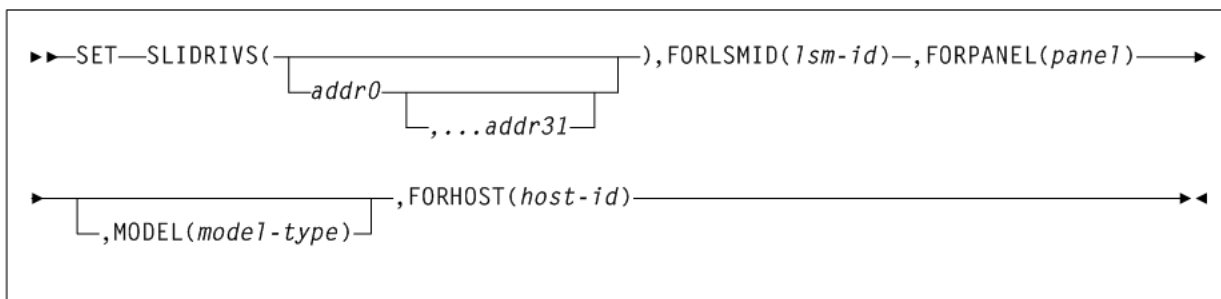 SET SLIDRIVS( ),FORLSMID(lsm-id) ,FORPANEL(panel)
addr0
,...addr31
,FORHOST(host-id)
,MODEL(model-type)